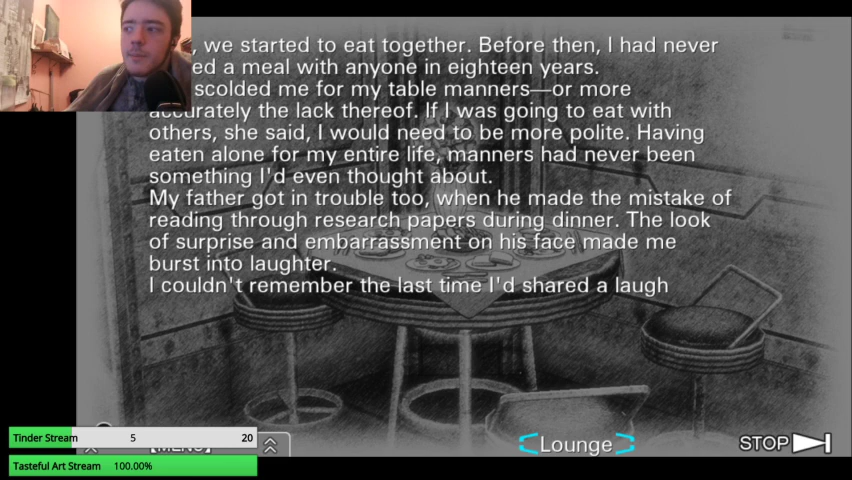 , we started to eat together. Before then, I had never
ed a meal with anyone in eighteen years.
scolded me for my table manners—or more
accurately the lack thereof. If I was going to eat with
others, she said, I would need to be more polite. Having
eaten alone for my entire life, manners had never been
something I'd even thought about.
My father got in trouble too, when he made the mistake of
reading through research papers during dinner. The look
of surprise and embarrassment on his face made me
burst into laughter.
I couldn't remember the last time I'd shared a laugh
Tinder Stream 5 20
[MENU]
Lounge
STOP
Tasteful Art Stream 100.00%